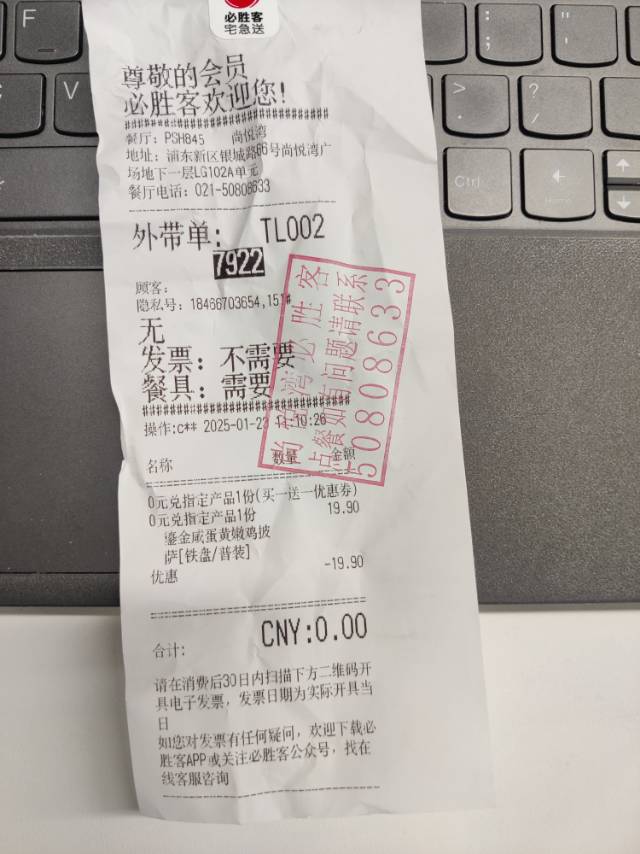 必胜客
宅急送
尊敬的会员
必胜客欢迎您!
餐厅: PSH845 尚悦湾
地址: 浦东新区银城路66号尚悦湾广
场地下一层LG102A单元
餐厅电话: 021-50808633
外带单: TL002
7922
顾客:
隐私号: 18466703654,151#
无
发票: 不需要
餐具: 需要
操作:c** 2025-01-23 :10:26
名称 数量 金额
0元兑指定产品1份(买一送一优惠券)
0元兑指定产品1份 19.90
鎏金咸蛋黄嫩鸡披
萨[铁盘/普装]
优惠 -19.90
合计: CNY:0.00
请在消费后30日内扫描下方二维码开
具电子发票，发票日期为实际开具当
日
如您对发票有任何疑问，欢迎下载必
胜客APP或关注必胜客公众号，找在
线客服咨询
尚悦湾必胜客
点餐如有问题请联系
50808633
F
V
>
.
?
/
Ctrl
Home